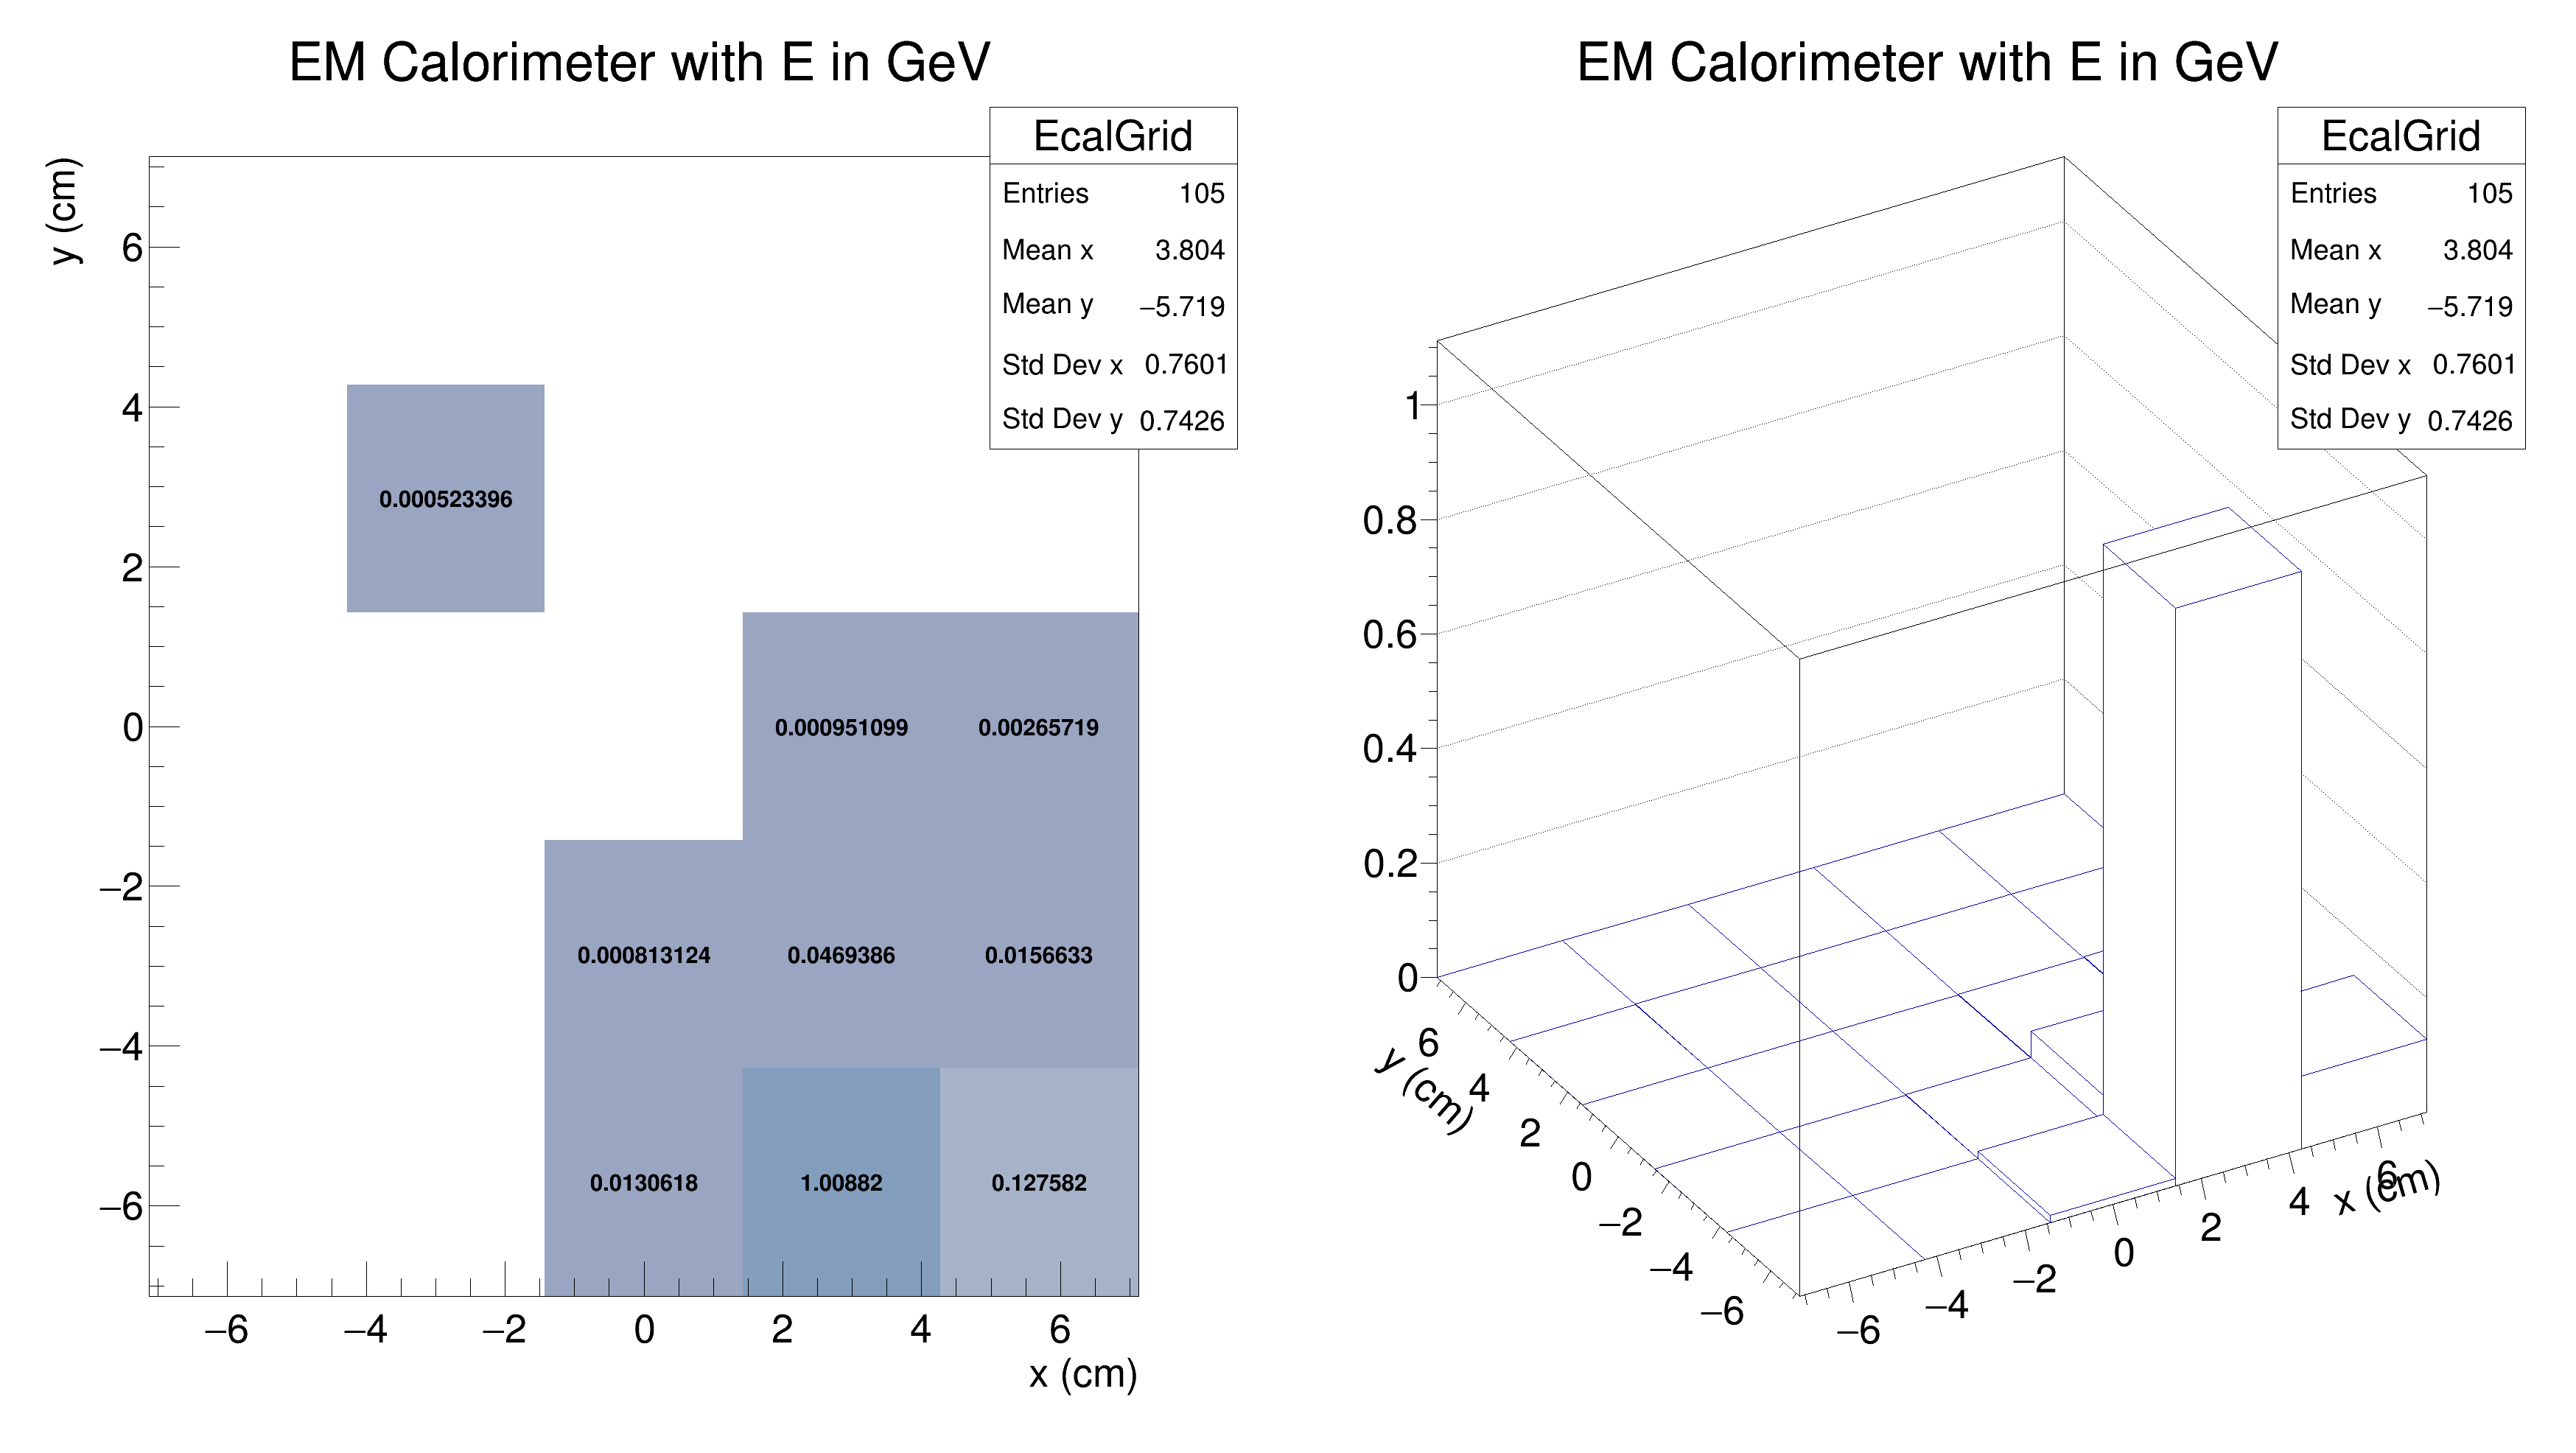 EM Calorimeter with E in GeV
EcalGrid
Entries 105
Mean x 3.804
Mean y −5.719
Std Dev x 0.7601
Std Dev y 0.7426
y (cm)
6
4
2
0
−2
−4
−6
0.000523396
0.000951099 0.00265719
0.000813124 0.0469386 0.0156633
0.0130618 1.00882 0.127582
−6 −4 −2 0 2 4 6
x (cm)
EM Calorimeter with E in GeV
EcalGrid
Entries 105
Mean x 3.804
Mean y −5.719
Std Dev x 0.7601
Std Dev y 0.7426
1
0.8
0.6
0.4
0.2
0
6
4
2
0
−2
−4
−6
y (cm)
−6
−4
−2
0
2
4
6
x (cm)